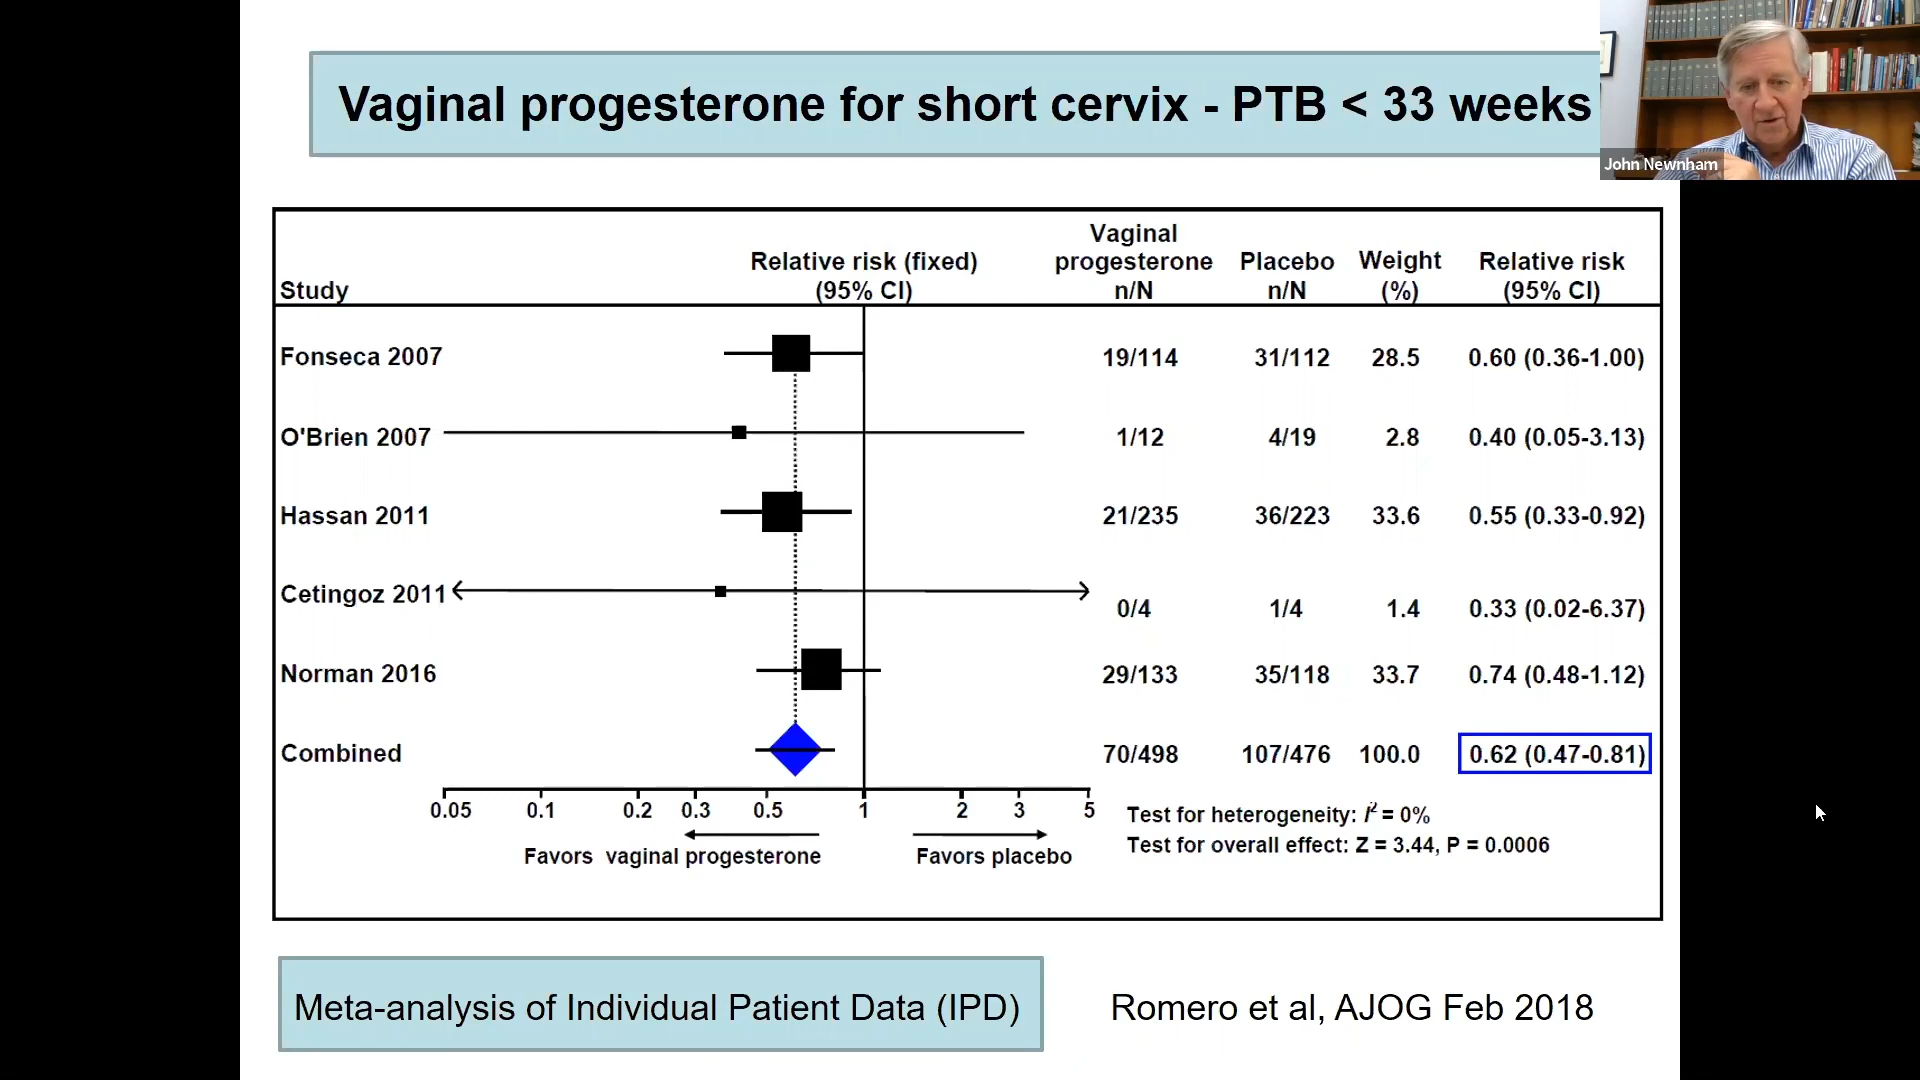 Vaginal progesterone for short cervix - PTB < 33 weeks
John Newnham
Study
Relative risk (fixed)
(95% CI)
Vaginal
progesterone
n/N
Placebo
n/N
Weight
(%)
Relative risk
(95% CI)
Fonseca 2007 19/114 31/112 28.5 0.60 (0.36-1.00)
O'Brien 2007 1/12 4/19 2.8 0.40 (0.05-3.13)
Hassan 2011 21/235 36/223 33.6 0.55 (0.33-0.92)
Cetingoz 2011 0/4 1/4 1.4 0.33 (0.02-6.37)
Norman 2016 29/133 35/118 33.7 0.74 (0.48-1.12)
Combined 70/498 107/476 100.0 0.62 (0.47-0.81)
0.05 0.1 0.2 0.3 0.5 1 2 3 5
Favors vaginal progesterone Favors placebo
Test for heterogeneity: I² = 0%
Test for overall effect: Z = 3.44, P = 0.0006
Meta-analysis of Individual Patient Data (IPD)
Romero et al, AJOG Feb 2018